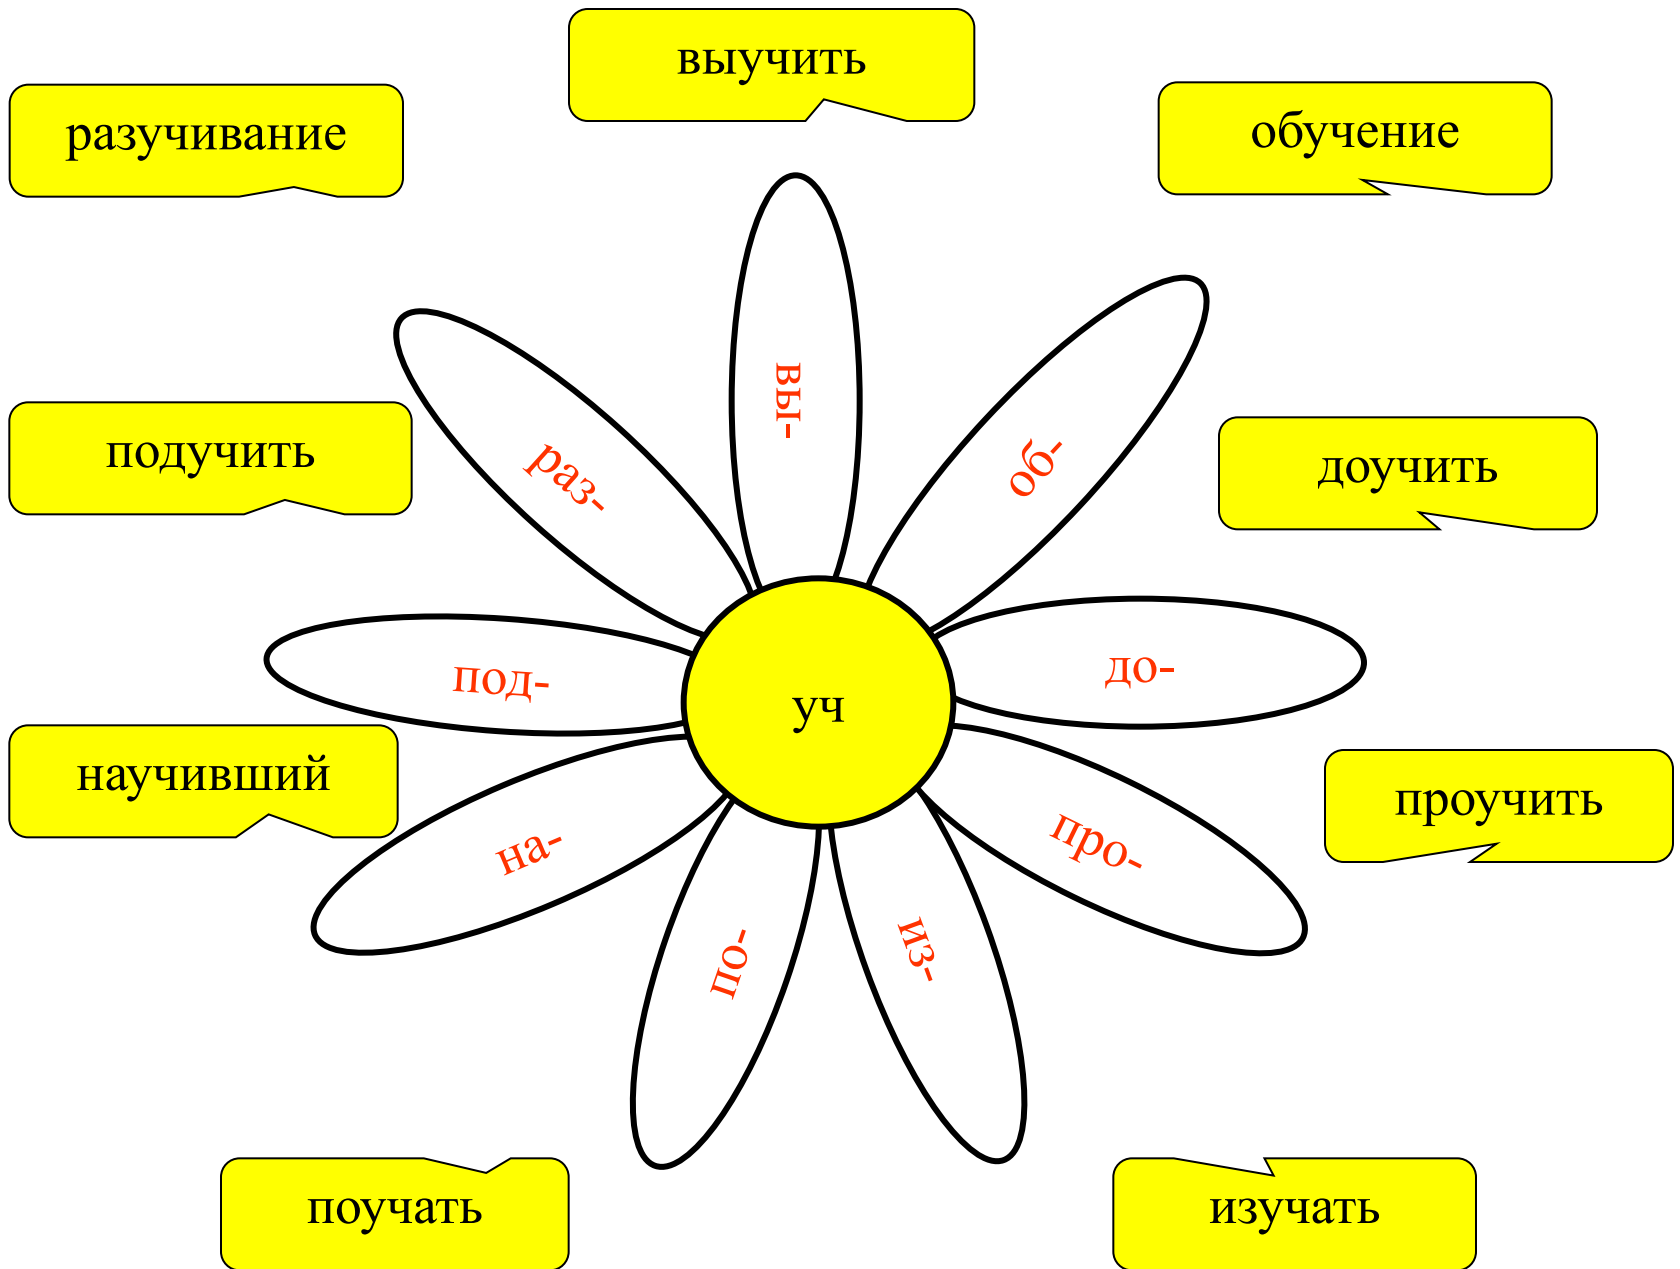 выучить
разучивание
обучение
вы-
раз-
об-
подучить
доучить
под-
до-
уч
научивший
проучить
на-
про-
по-
из-
поучать
изучать